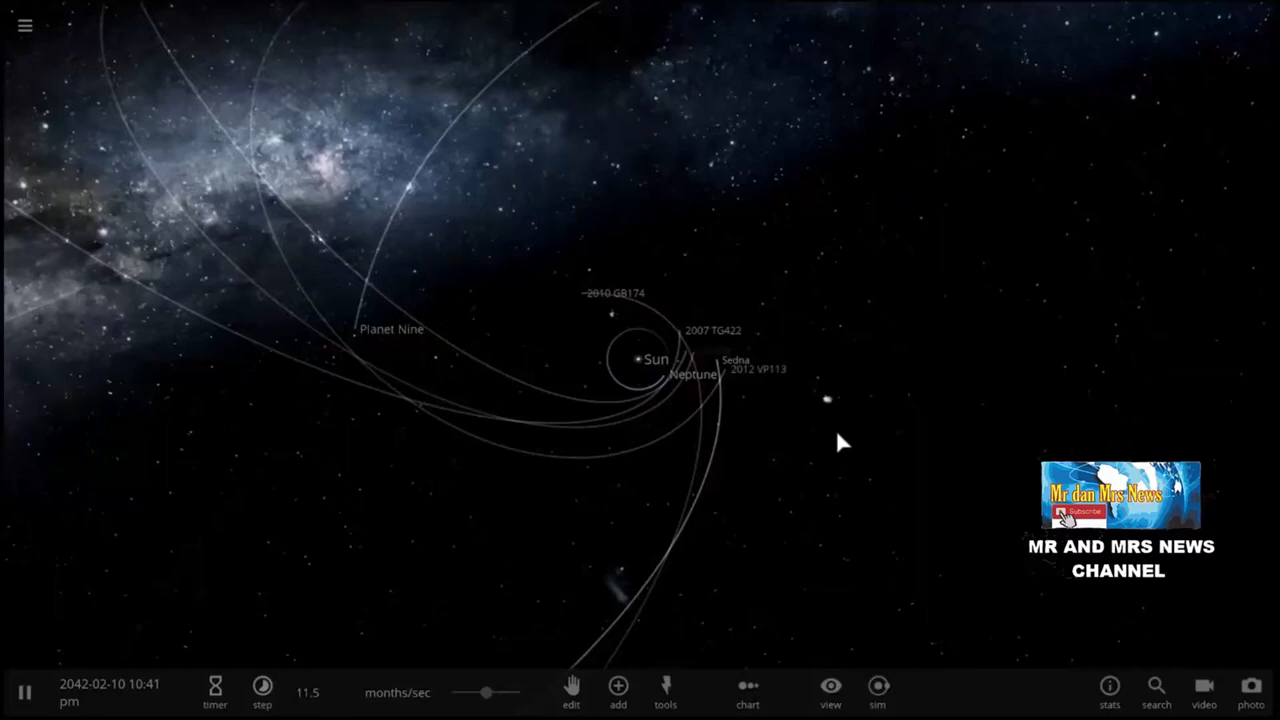 2010 GB174
Planet Nine
2007 TG422
Sun
Sedna
Neptune
2012 VP113
Mr dan Mrs News
Subscribe
MR AND MRS NEWS
CHANNEL
2042-02-10 10:41
pm
timer
step
11.5
months/sec
edit
add
tools
chart
view
sim
stats
search
video
photo